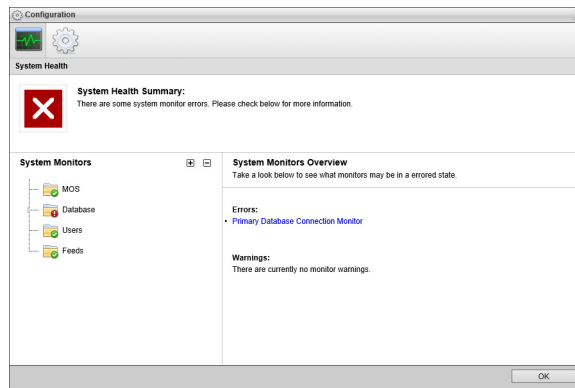 Configuration
System Health
System Health Summary:
There are some system monitor errors. Please check below for more information.
System Monitors
MOS
Database
Users
Feeds
System Monitors Overview
Take a look below to see what monitors may be in a errored state.
Errors:
Primary Database Connection Monitor
Warnings:
There are currently no monitor warnings.
OK